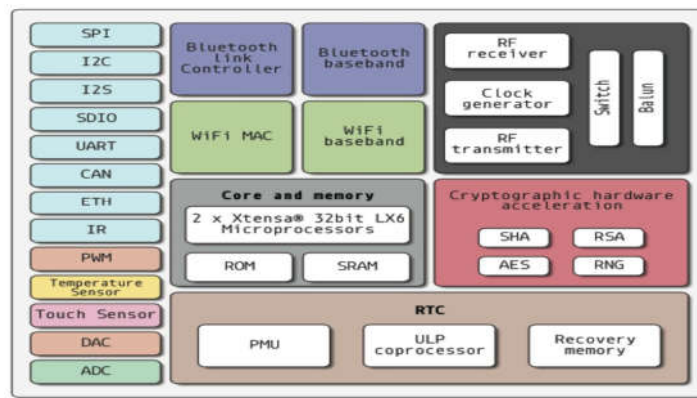 SPI
I2C
I2S
SDIO
UART
CAN
ETH
IR
PWM
Temperature
Sensor
Touch Sensor
DAC
ADC
Bluetooth
link
Controller
Bluetooth
baseband
WiFi MAC
WiFi
baseband
RF
receiver
Clock
generator
RF
transmitter
Switch
Balun
Core and memory
2 x Xtensa® 32bit LX6
Microprocessors
ROM
SRAM
Cryptographic hardware
acceleration
SHA
RSA
AES
RNG
RTC
PMU
ULP
coprocessor
Recovery
memory